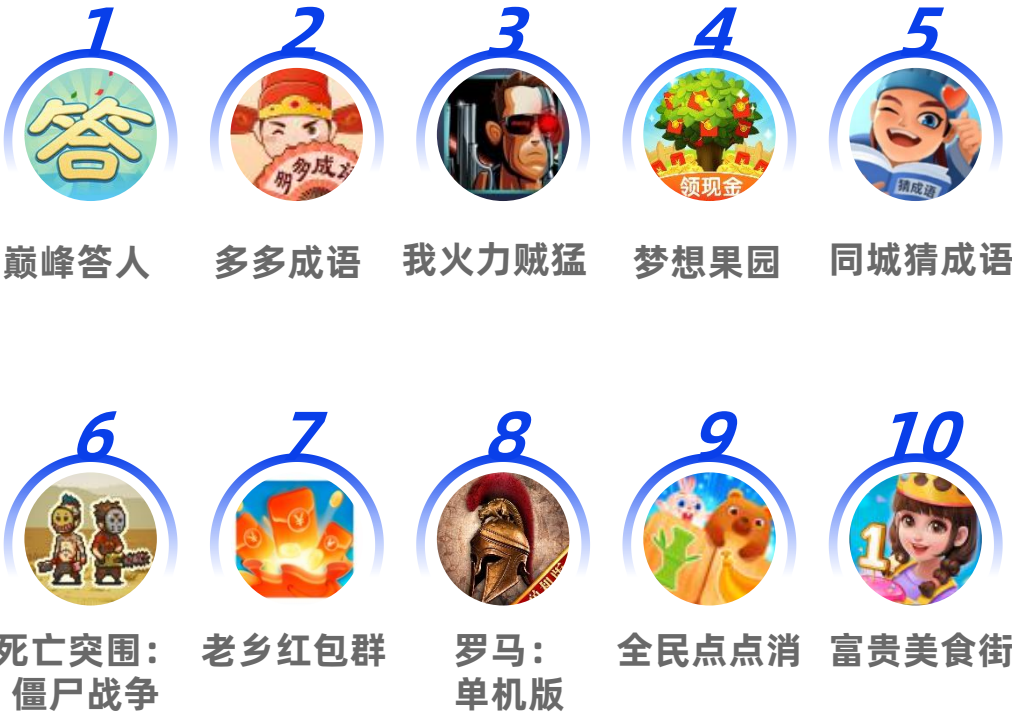 1
2
3
4
5
答
多多成语
领现金
猜成语
巅峰答人
多多成语
我火力贼猛
梦想果园
同城猜成语
6
7
8
9
10
¥
单机版
1
死亡突围：
僵尸战争
老乡红包群
罗马：
单机版
全民点点消
富贵美食街